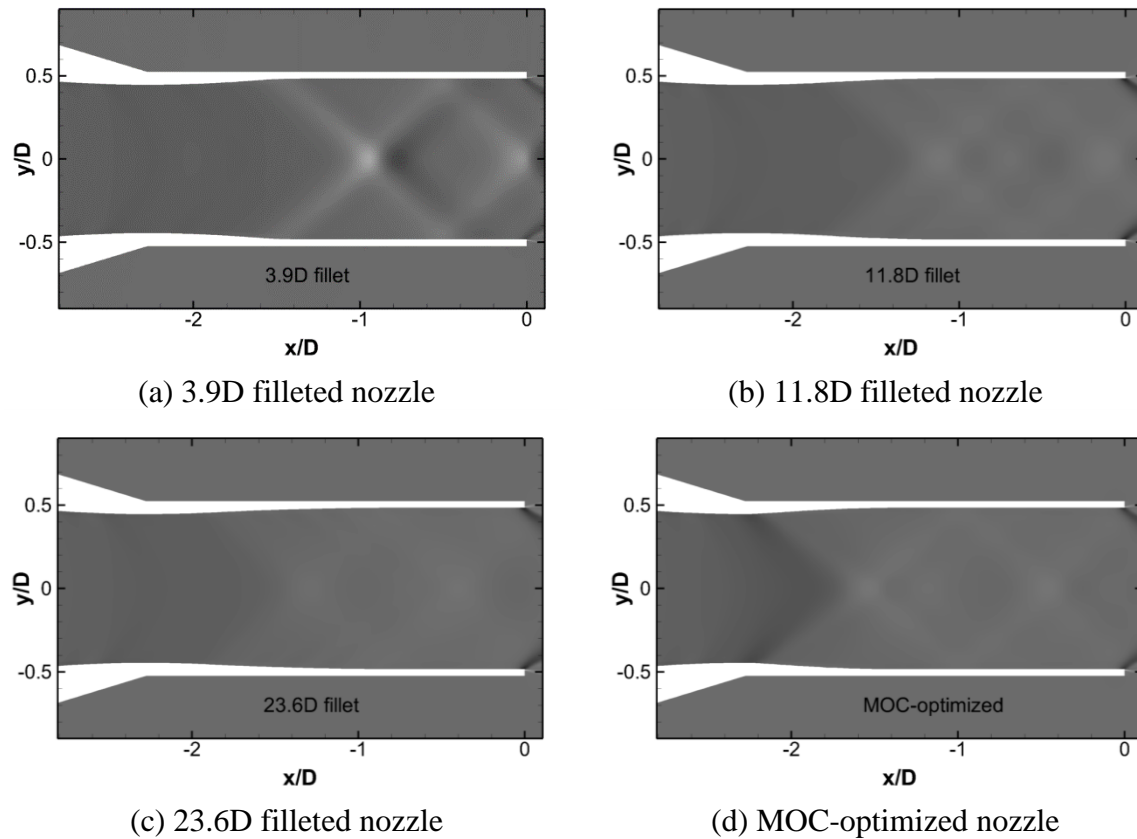 0.5
0
-0.5
y/D
3.9D fillet
-2
-1
0
x/D
(a) 3.9D filleted nozzle
0.5
0
-0.5
y/D
11.8D fillet
-2
-1
0
x/D
(b) 11.8D filleted nozzle
0.5
0
-0.5
y/D
23.6D fillet
-2
-1
0
x/D
(c) 23.6D filleted nozzle
0.5
0
-0.5
y/D
MOC-optimized
-2
-1
0
x/D
(d) MOC-optimized nozzle